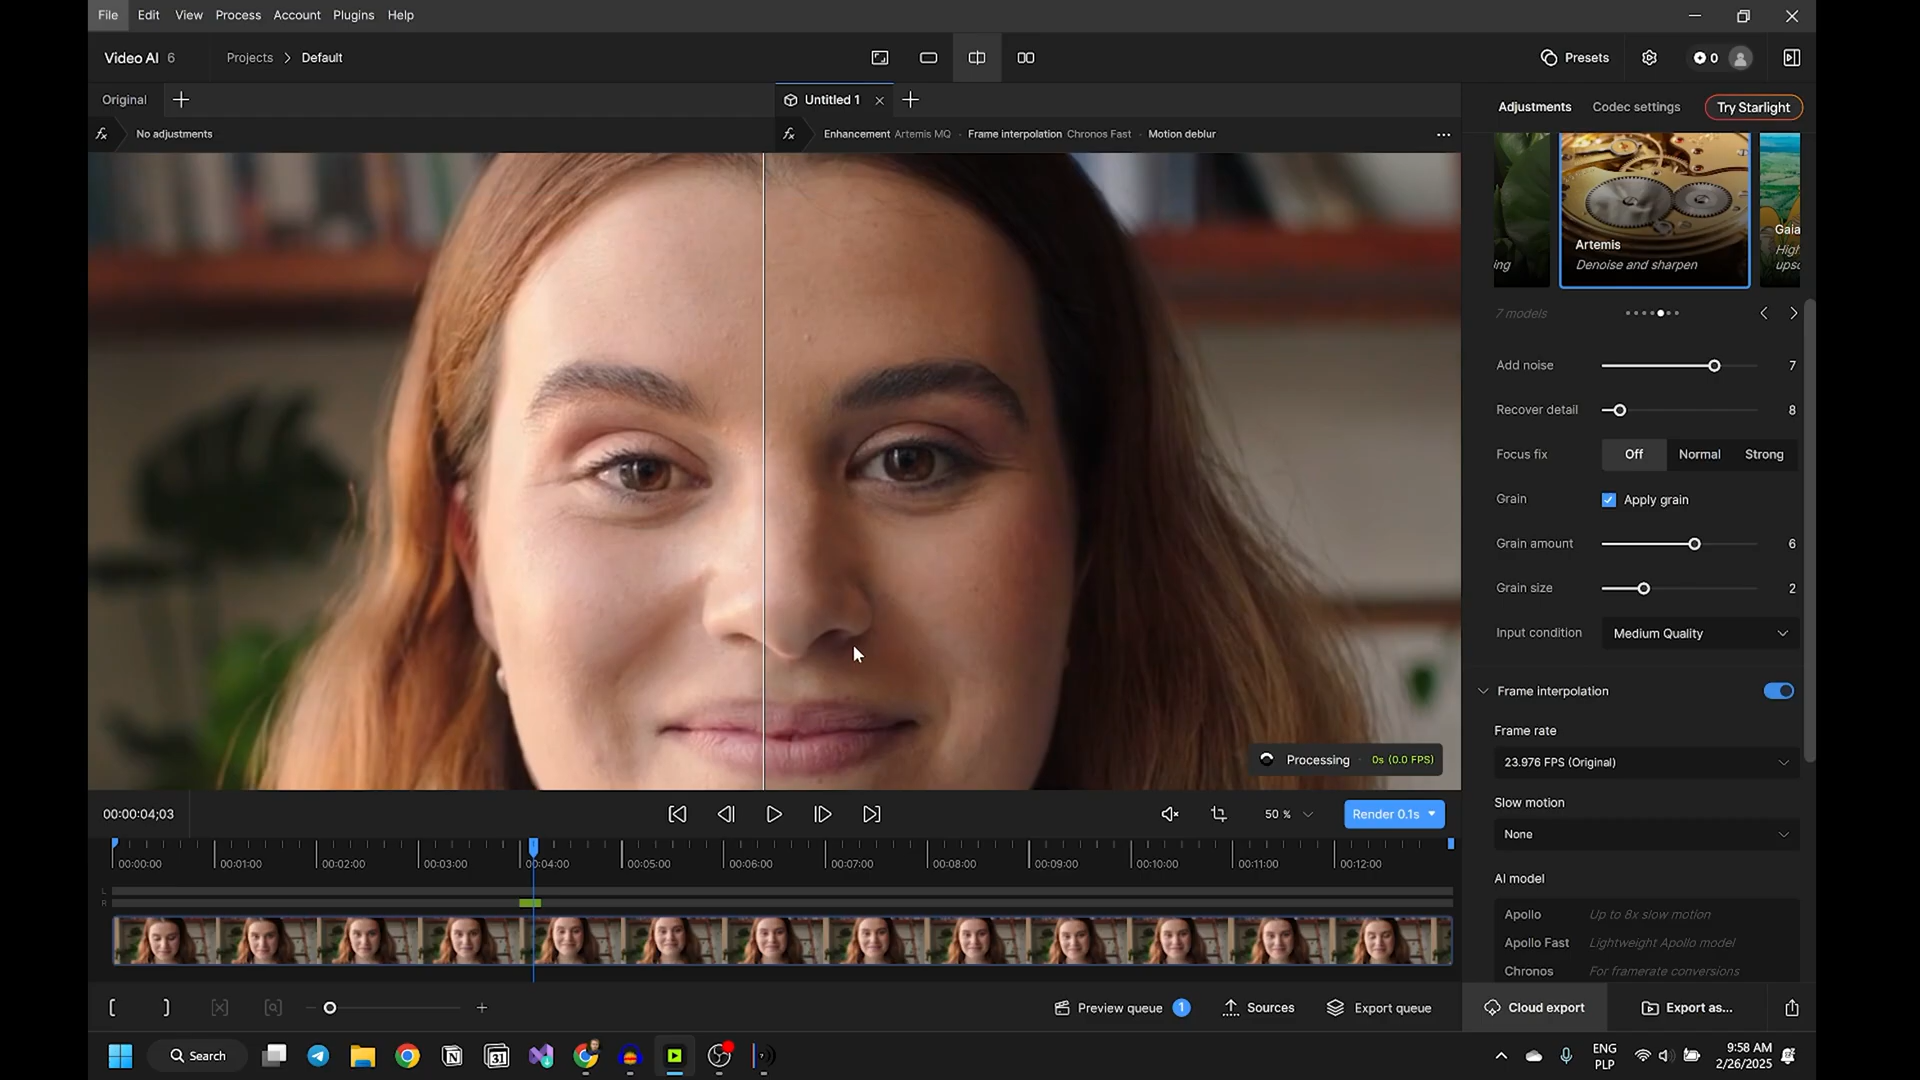 File Edit View Process Account Plugins Help
Video AI 6 Projects > Default Presets 0
Original + Untitled 1 × + Adjustments Codec settings Try Starlight
fx No adjustments fx Enhancement Artemis MQ · Frame interpolation Chronos Fast · Motion deblur ...
ing
Artemis
Denoise and sharpen
Gaia
High
upsc
7 models
Add noise 7
Recover detail 8
Focus fix Off Normal Strong
Grain Apply grain
Grain amount 6
Grain size 2
Input condition Medium Quality
Frame interpolation
Frame rate
23.976 FPS (Original)
Slow motion
None
AI model
Apollo Up to 8x slow motion
Apollo Fast Lightweight Apollo model
Chronos For framerate conversions
Processing · 0s (0.0 FPS)
00:00:04;03 50 % Render 0.1s
00:00:00 00:01:00 00:02:00 00:03:00 00:04:00 00:05:00 00:06:00 00:07:00 00:08:00 00:09:00 00:10:00 00:11:00 00:12:00
L
R
[ ] [×] Preview queue 1 Sources Export queue Cloud export Export as...
Search 31 ENG
PLP
9:58 AM
2/26/2025